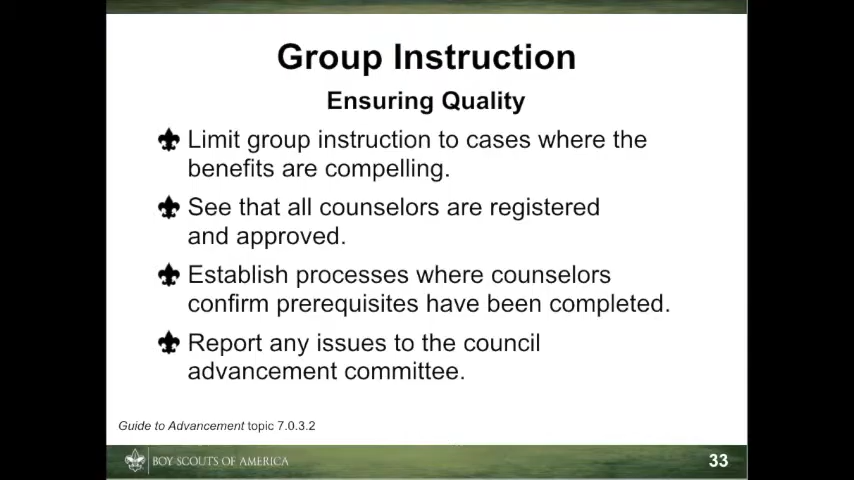 Group Instruction
Ensuring Quality
Limit group instruction to cases where the
benefits are compelling.
See that all counselors are registered
and approved.
Establish processes where counselors
confirm prerequisites have been completed.
Report any issues to the council
advancement committee.
Guide to Advancement topic 7.0.3.2
BOY SCOUTS OF AMERICA
33